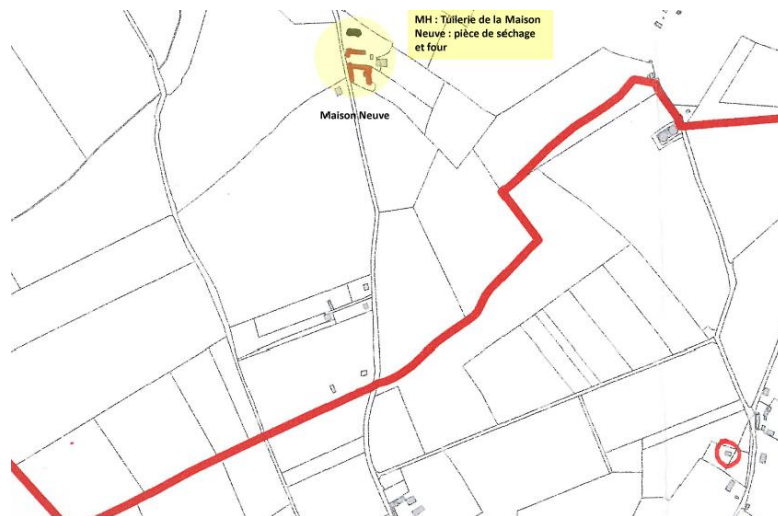 MH : Tuilerie de la Maison
Neuve : pièce de séchage
et four
Maison Neuve